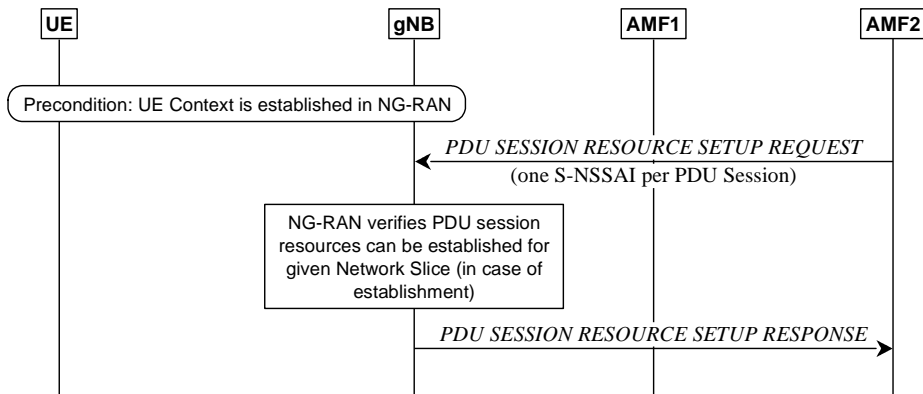 UE
gNB
AMF1
AMF2
Precondition: UE Context is established in NG-RAN
PDU SESSION RESOURCE SETUP REQUEST
(one S-NSSAI per PDU Session)
NG-RAN verifies PDU session
resources can be established for
given Network Slice (in case of
establishment)
PDU SESSION RESOURCE SETUP RESPONSE